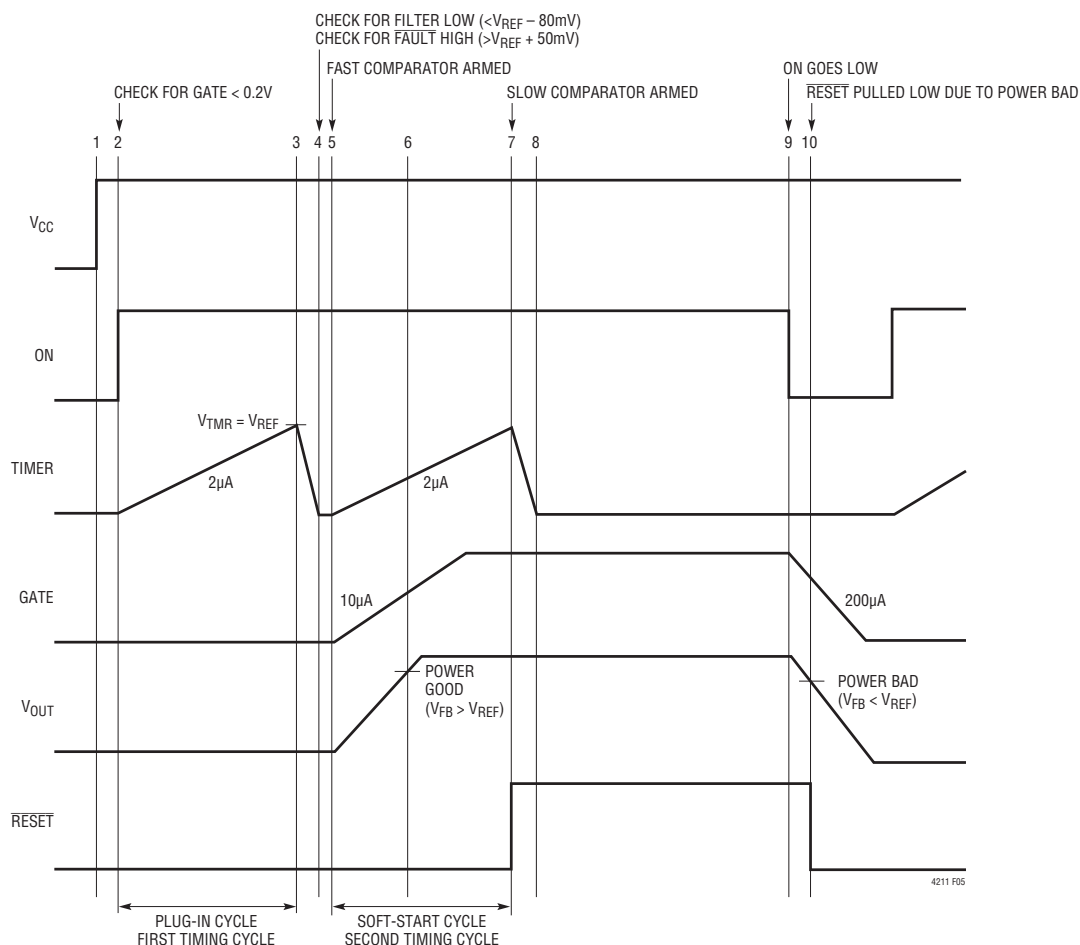 CHECK FOR FILTER LOW (<VREF – 80mV)
CHECK FOR FAULT HIGH (>VREF + 50mV)
FAST COMPARATOR ARMED
ON GOES LOW
CHECK FOR GATE < 0.2V
SLOW COMPARATOR ARMED
RESET PULLED LOW DUE TO POWER BAD
1 2 3 4 5 6 7 8 9 10
VCC
ON
VTMR = VREF
TIMER
2µA
2µA
GATE
10µA
200µA
VOUT
POWER
GOOD
(VFB > VREF)
POWER BAD
(VFB < VREF)
RESET
4211 F05
PLUG-IN CYCLE
FIRST TIMING CYCLE
SOFT-START CYCLE
SECOND TIMING CYCLE